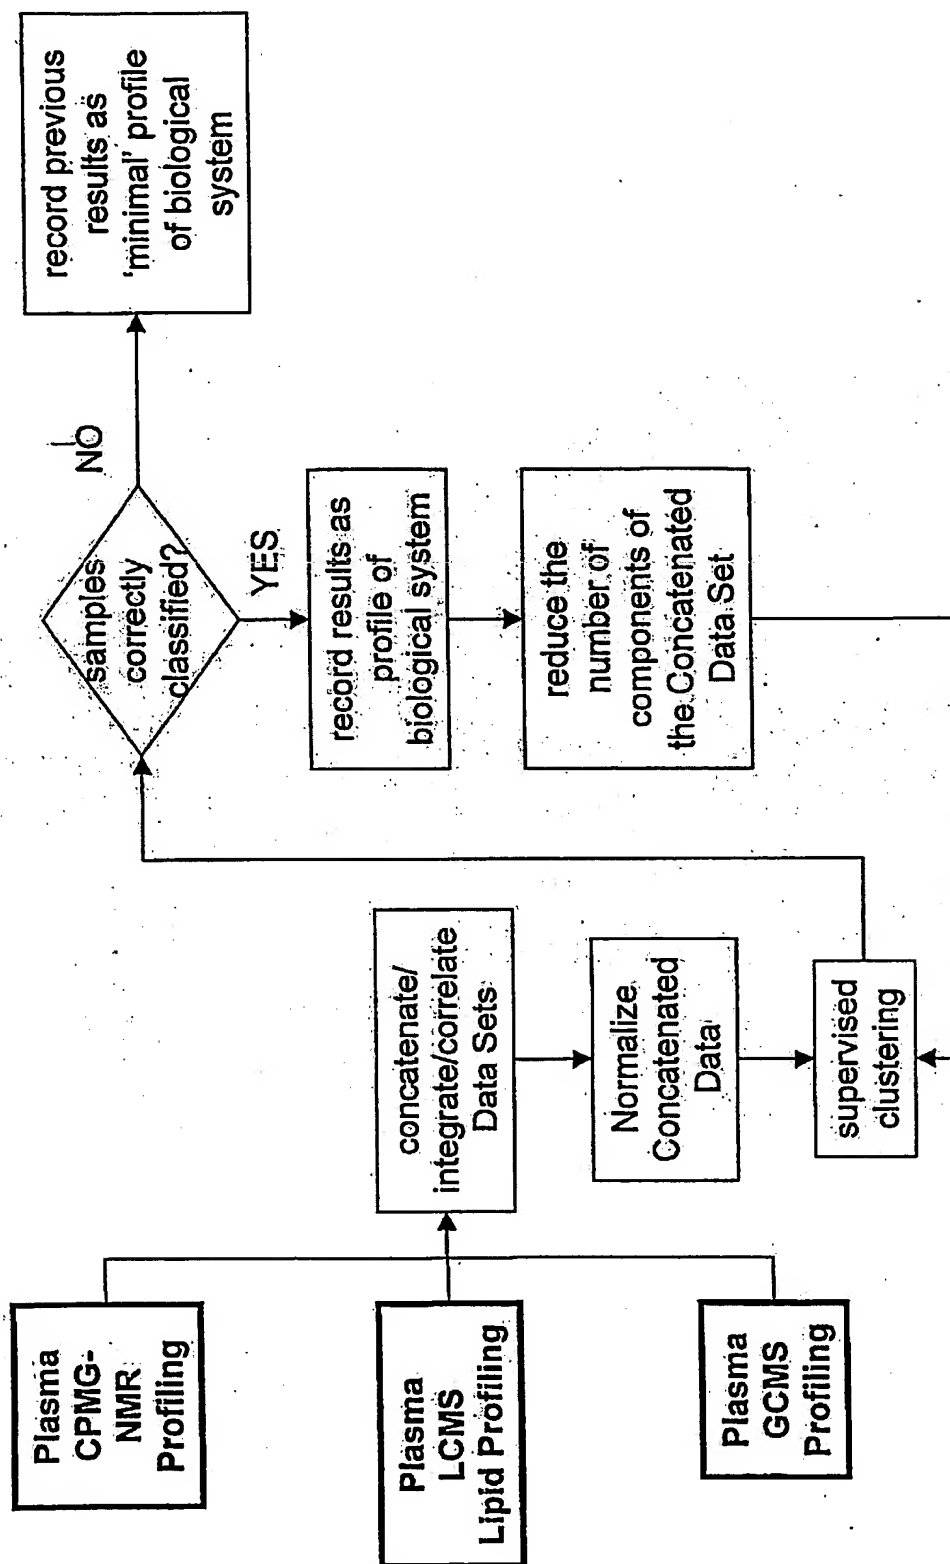 Plasma
CPMG-
NMR
Profiling
Plasma
LCMS
Lipid Profiling
Plasma
GCMS
Profiling
concatenate/
integrate/correlate
Data Sets
Normalize
Concatenated
Data
supervised
clustering
samples
correctly
classified?
NO
YES
record previous
results as
'minimal' profile
of biological
system
record results as
profile of
biological system
reduce the
number of
components of
the Concatenated
Data Set